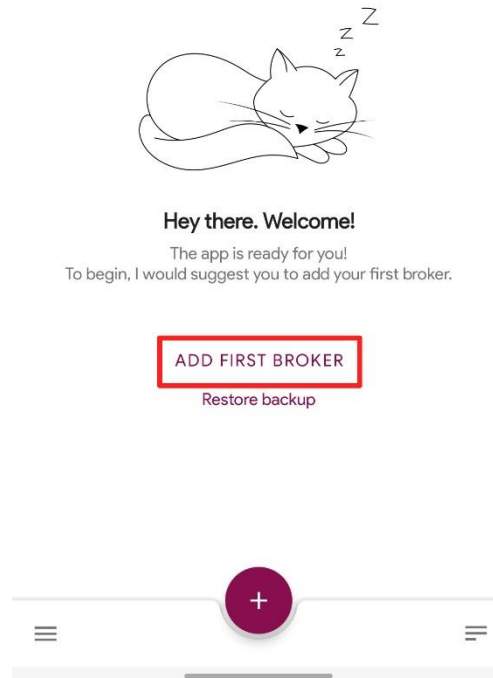 Z
Z
Z
Hey there. Welcome!
The app is ready for you!
To begin, I would suggest you to add your first broker.
ADD FIRST BROKER
Restore backup
+